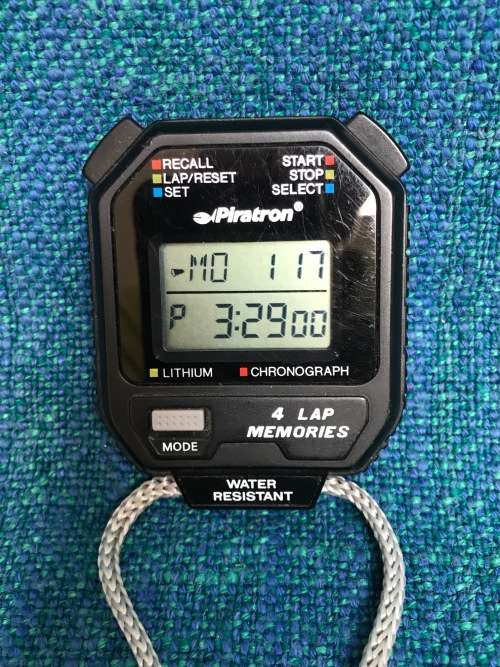 RECALL START
LAP/RESET STOP
SET SELECT
Piratron®
MO 1 17
P 3:29 00
LITHIUM CHRONOGRAPH
4 LAP
MEMORIES
MODE
WATER
RESISTANT